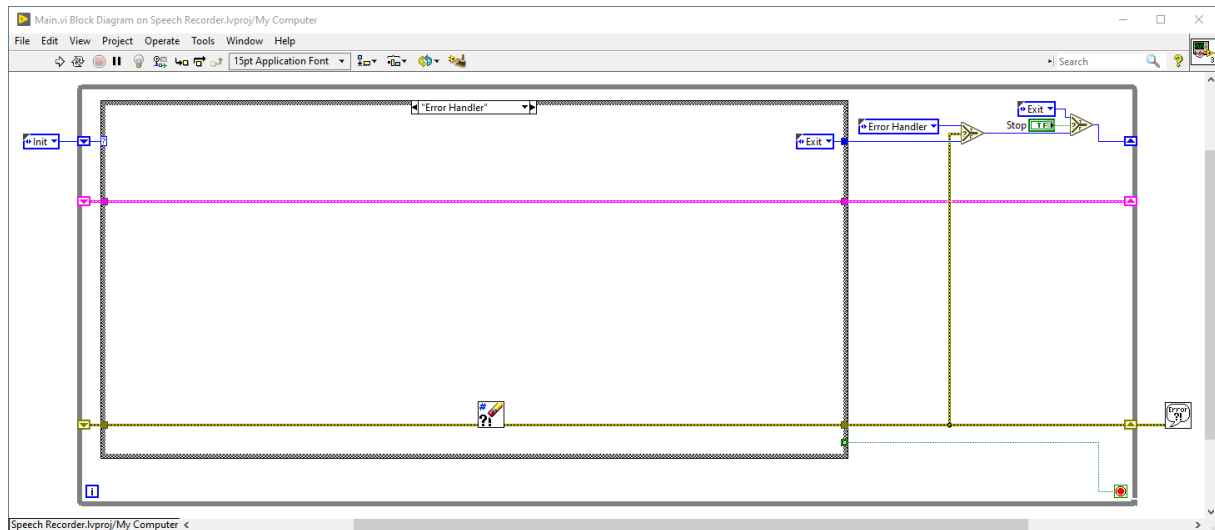 Main.vi Block Diagram on Speech Recorder.lvproj/My Computer
File Edit View Project Operate Tools Window Help
15pt Application Font
Search
?
3
"Error Handler"
Exit
Error Handler
Stop
TF
Init
?
Exit
#
?!
Error
?!
i
Speech Recorder.lvproj/My Computer